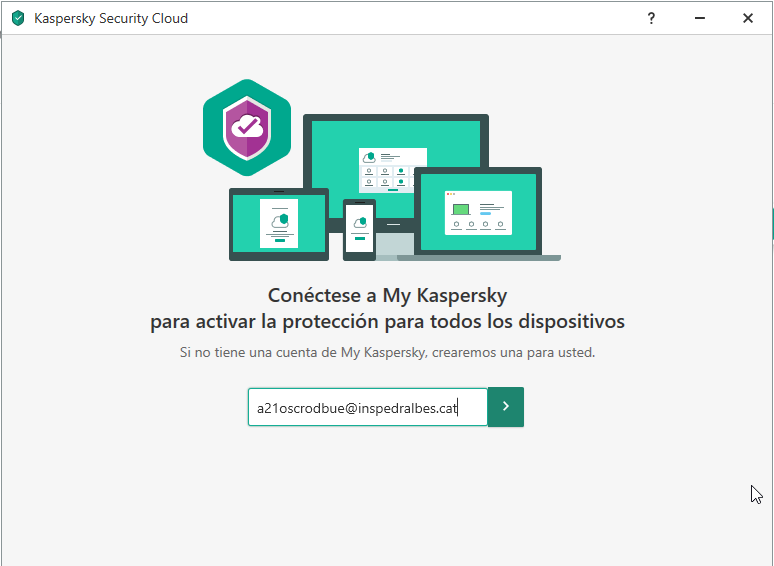 Kaspersky Security Cloud
?
Conéctese a My Kaspersky
para activar la protección para todos los dispositivos
Si no tiene una cuenta de My Kaspersky, crearemos una para usted.
a21oscrodbue@inspedralbes.cat